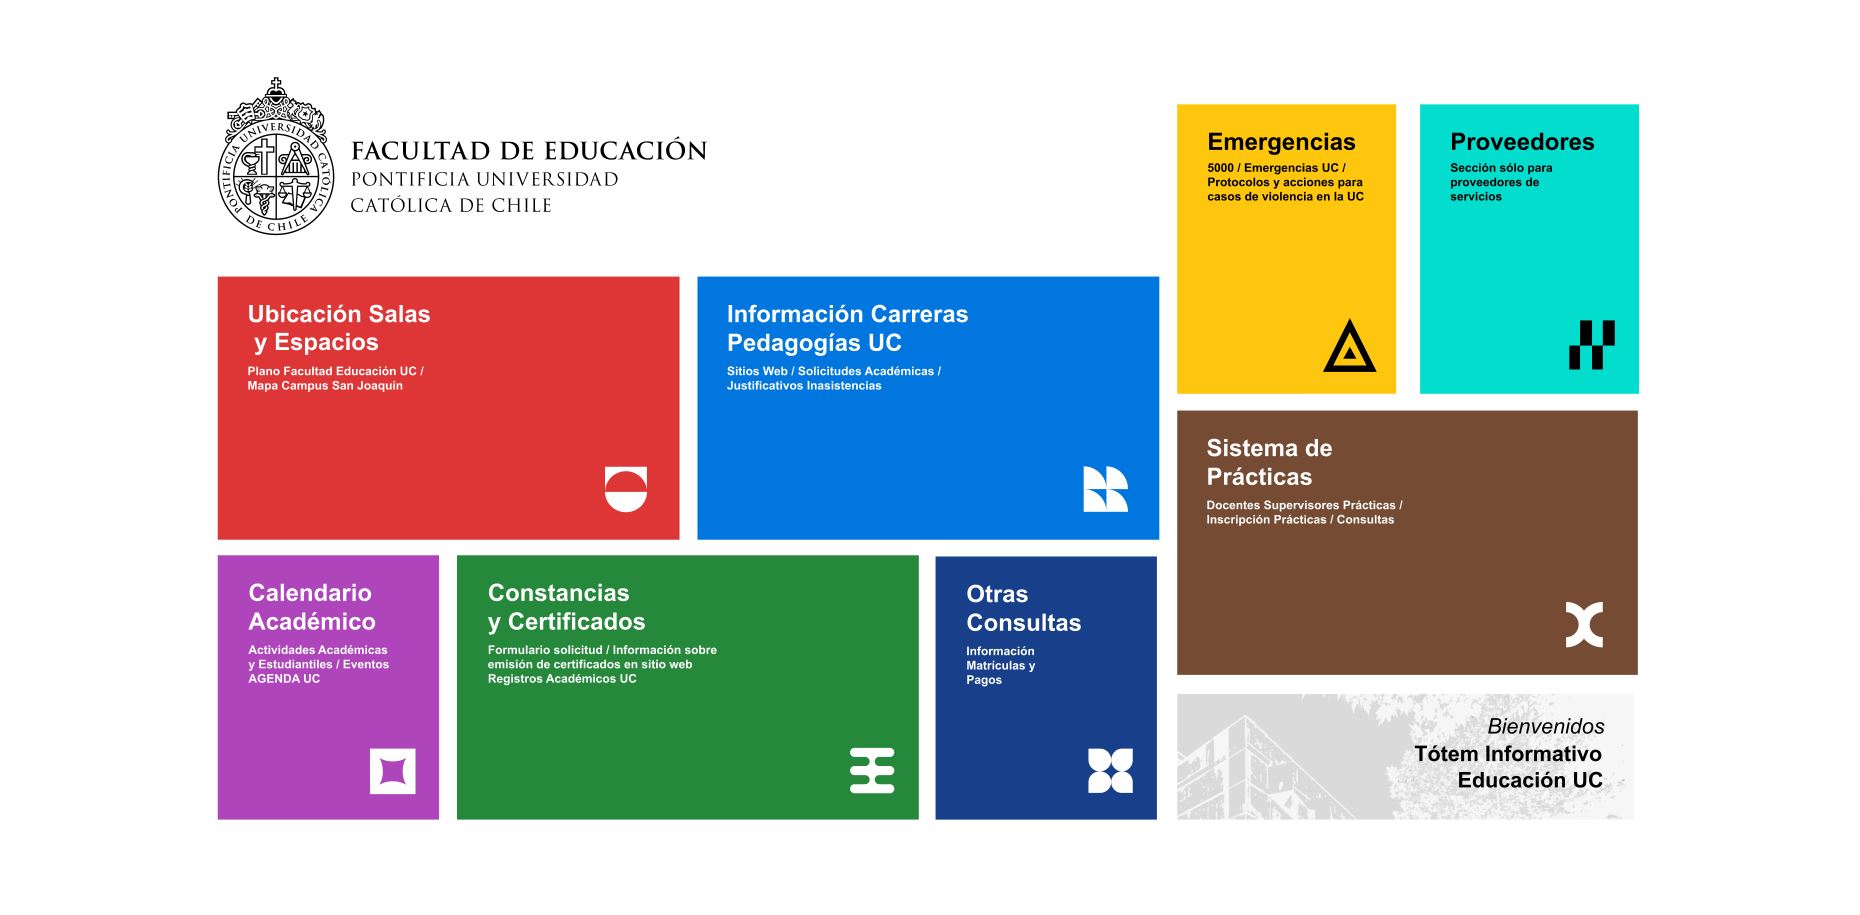 PONTIFICIA UNIVERSIDAD CATÓLICA DE CHILE
FACULTAD DE EDUCACIÓN
PONTIFICIA UNIVERSIDAD
CATÓLICA DE CHILE
Emergencias
5000 / Emergencias UC /
Protocolos y acciones para
casos de violencia en la UC
Proveedores
Sección sólo para
proveedores de
servicios
Ubicación Salas
y Espacios
Plano Facultad Educación UC /
Mapa Campus San Joaquín
Información Carreras
Pedagogías UC
Sitios Web / Solicitudes Académicas /
Justificativos Inasistencias
Sistema de
Prácticas
Docentes Supervisores Prácticas /
Inscripción Prácticas / Consultas
Calendario
Académico
Actividades Académicas
y Estudiantiles / Eventos
AGENDA UC
Constancias
y Certificados
Formulario solicitud / Información sobre
emisión de certificados en sitio web
Registros Académicos UC
Otras
Consultas
Información
Matrículas y
Pagos
Bienvenidos
Tótem Informativo
Educación UC